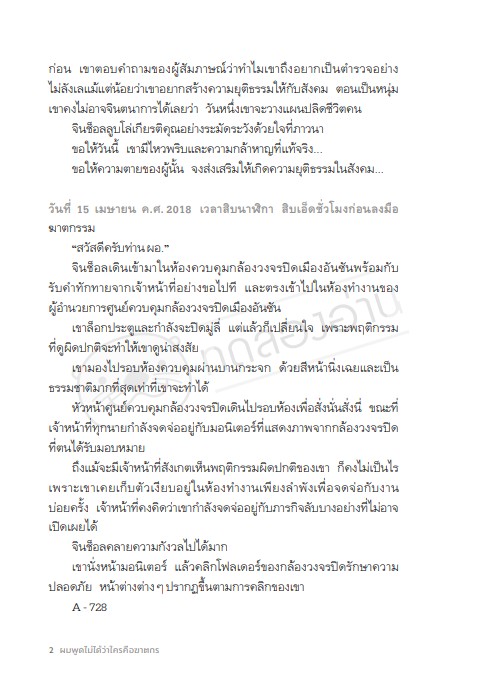 ก่อน เขาตอบคำถามของผู้สัมภาษณ์ว่าทำไมเขาถึงอยากเป็นตำรวจอย่าง
ไม่ลังเลแม้แต่น้อยว่าเขาอยากสร้างความยุติธรรมให้กับสังคม ตอนเป็นหนุ่ม
เขาคงไม่อาจจินตนาการได้เลยว่า วันหนึ่งเขาจะวางแผนปลิดชีวิตคน
จินช็อลลูบโล่เกียรติคุณอย่างระมัดระวังด้วยใจที่ภาวนา
ขอให้วันนี้ เขามีไหวพริบและความกล้าหาญที่แท้จริง...
ขอให้ความตายของผู้นั้น จงส่งเสริมให้เกิดความยุติธรรมในสังคม...
วันที่ 15 เมษายน ค.ศ. 2018 เวลาสิบนาฬิกา สิบเอ็ดชั่วโมงก่อนลงมือ
ฆาตกรรม
“สวัสดีครับท่าน ผอ.”
จินช็อลเดินเข้ามาในห้องควบคุมกล้องวงจรปิดเมืองอันซันพร้อมกับ
รับคำทักทายจากเจ้าหน้าที่อย่างขอไปที และตรงเข้าไปในห้องทำงานของ
ผู้อำนวยการศูนย์ควบคุมกล้องวงจรปิดเมืองอันซัน
เขาล็อกประตูและกำลังจะปิดมู่ลี่ แต่แล้วก็เปลี่ยนใจ เพราะพฤติกรรม
ที่ดูผิดปกติจะทำให้เขาดูน่าสงสัย
เขามองไปรอบห้องควบคุมผ่านบานกระจก ด้วยสีหน้านิ่งเฉยและเป็น
ธรรมชาติมากที่สุดเท่าที่เขาจะทำได้
หัวหน้าศูนย์ควบคุมกล้องวงจรปิดเดินไปรอบห้องเพื่อสั่งนั่นสั่งนี่ ขณะที่
เจ้าหน้าที่ทุกนายกำลังจดจ่ออยู่กับมอนิเตอร์ที่แสดงภาพจากกล้องวงจรปิด
ที่ตนได้รับมอบหมาย
ถึงแม้จะมีเจ้าหน้าที่สังเกตเห็นพฤติกรรมผิดปกติของเขา ก็คงไม่เป็นไร
เพราะเขาเคยเก็บตัวเงียบอยู่ในห้องทำงานเพียงลำพังเพื่อจดจ่อกับงาน
บ่อยครั้ง เจ้าหน้าที่คงคิดว่าเขากำลังจดจ่ออยู่กับภารกิจลับบางอย่างที่ไม่อาจ
เปิดเผยได้
จินช็อลคลายความกังวลไปได้มาก
เขานั่งหน้ามอนิเตอร์ แล้วคลิกโฟลเดอร์ของกล้องวงจรปิดรักษาความ
ปลอดภัย หน้าต่างต่าง ๆ ปรากฏขึ้นตามการคลิกของเขา
A - 728
2 ผมพูดไม่ได้ว่าใครคือฆาตกร
ทดลองอ่าน